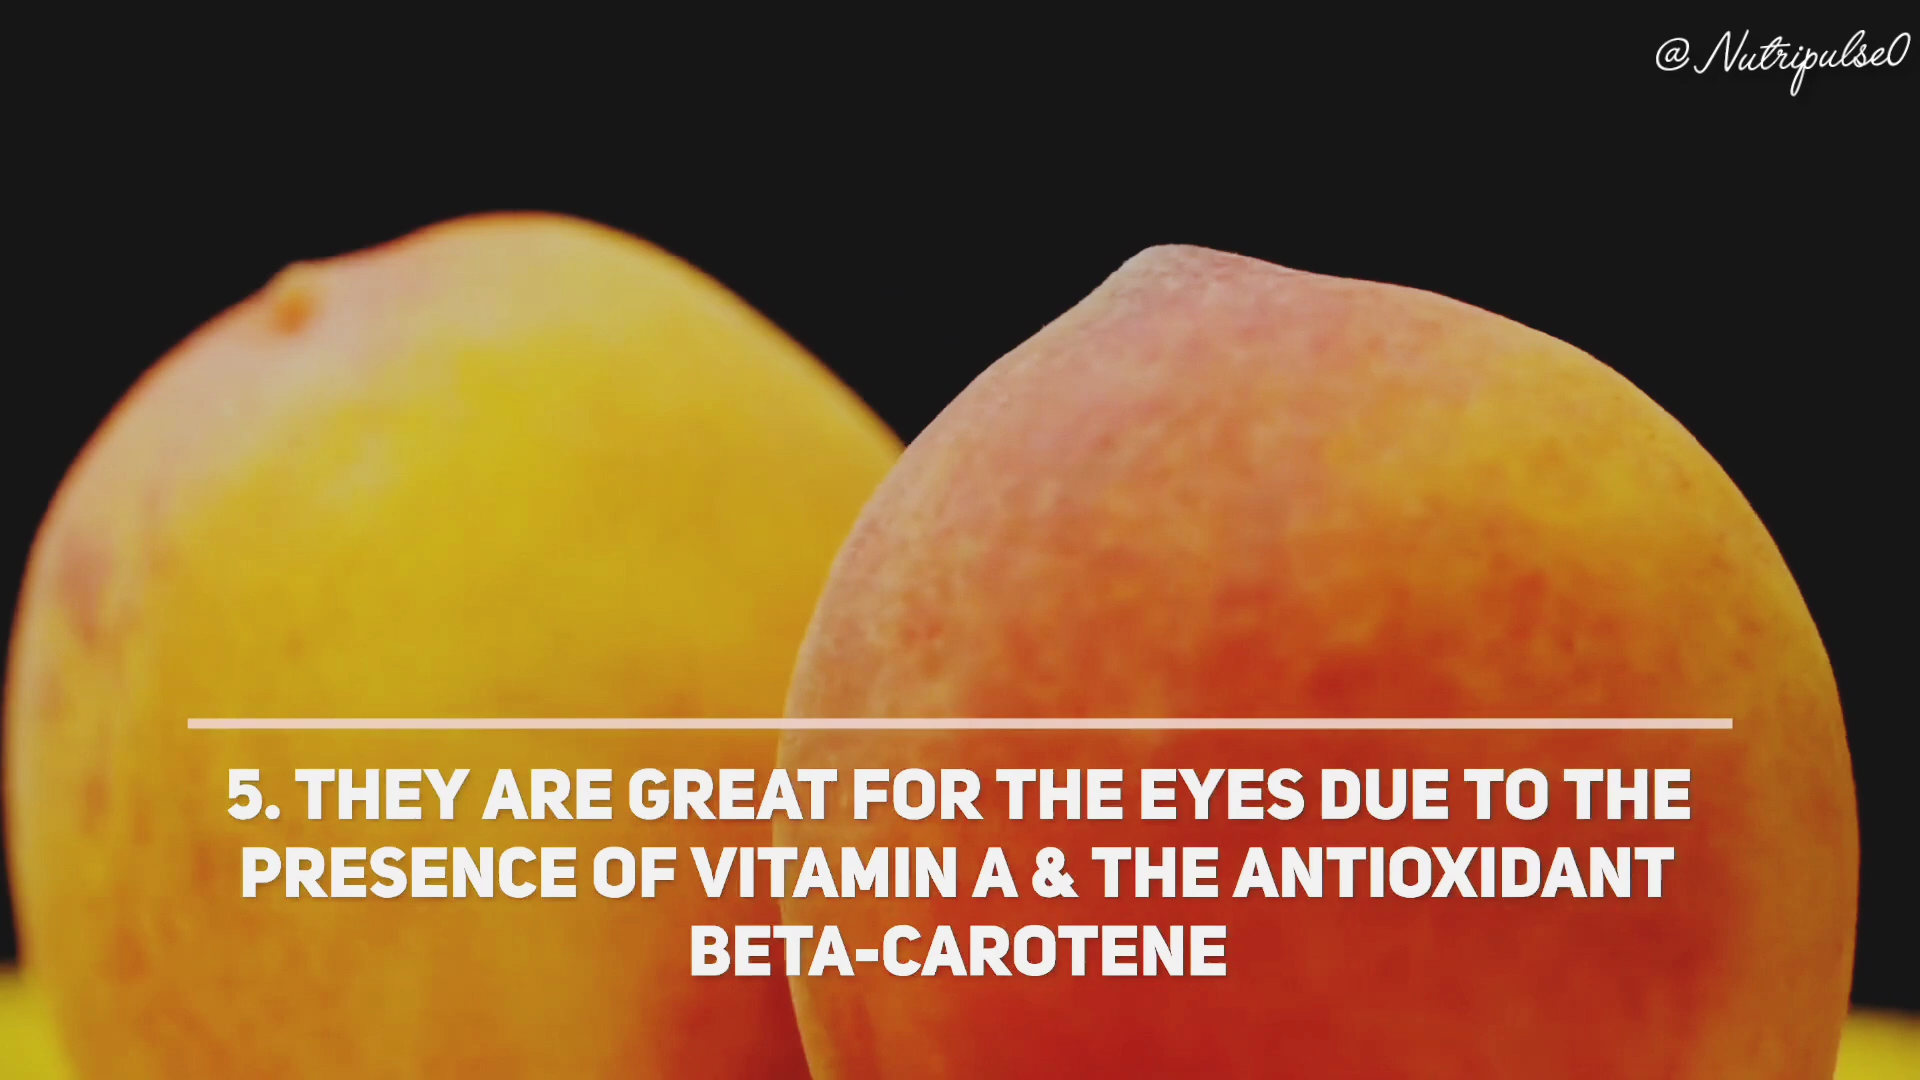 @Nutripulse0
5. THEY ARE GREAT FOR THE EYES DUE TO THE
PRESENCE OF VITAMIN A & THE ANTIOXIDANT
BETA-CAROTENE